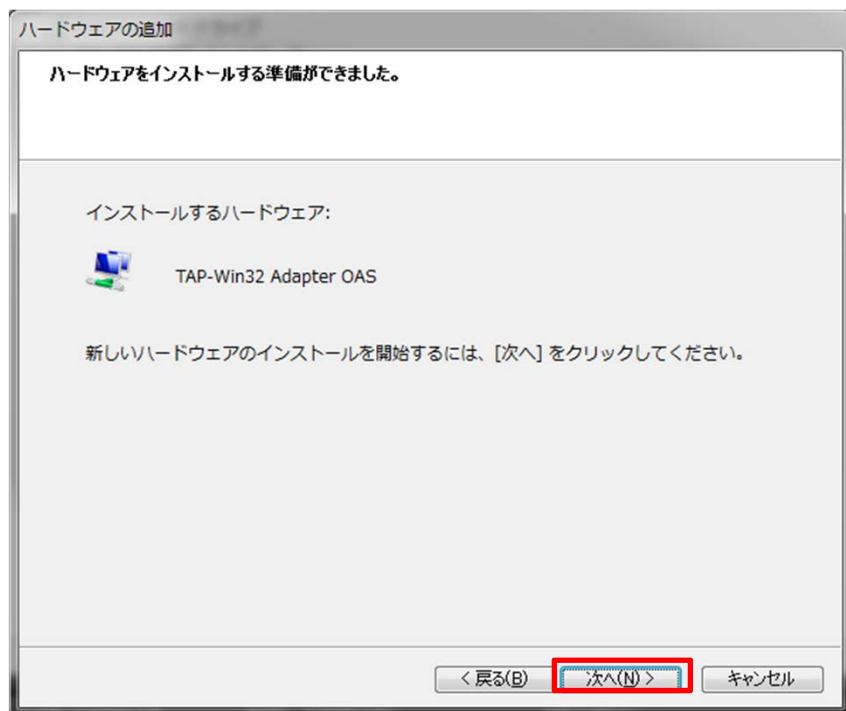 ハードウェアの追加
ハードウェアをインストールする準備ができました。
インストールするハードウェア:
TAP-Win32 Adapter OAS
新しいハードウェアのインストールを開始するには、[次へ] をクリックしてください。
< 戻る(B)
次へ(N) >
キャンセル